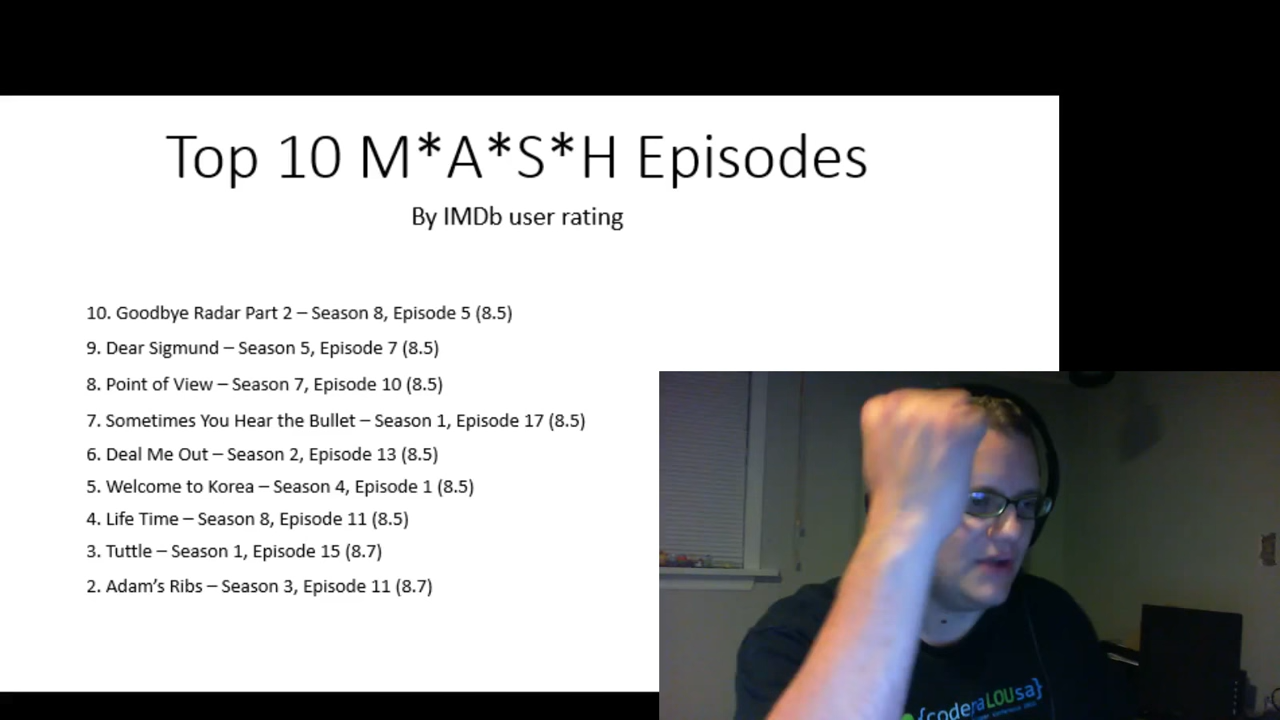 Top 10 M*A*S*H Episodes
By IMDb user rating
10. Goodbye Radar Part 2 – Season 8, Episode 5 (8.5)
9. Dear Sigmund – Season 5, Episode 7 (8.5)
8. Point of View – Season 7, Episode 10 (8.5)
7. Sometimes You Hear the Bullet – Season 1, Episode 17 (8.5)
6. Deal Me Out – Season 2, Episode 13 (8.5)
5. Welcome to Korea – Season 4, Episode 1 (8.5)
4. Life Time – Season 8, Episode 11 (8.5)
3. Tuttle – Season 1, Episode 15 (8.7)
2. Adam’s Ribs – Season 3, Episode 11 (8.7)
{coderaLOUsa}